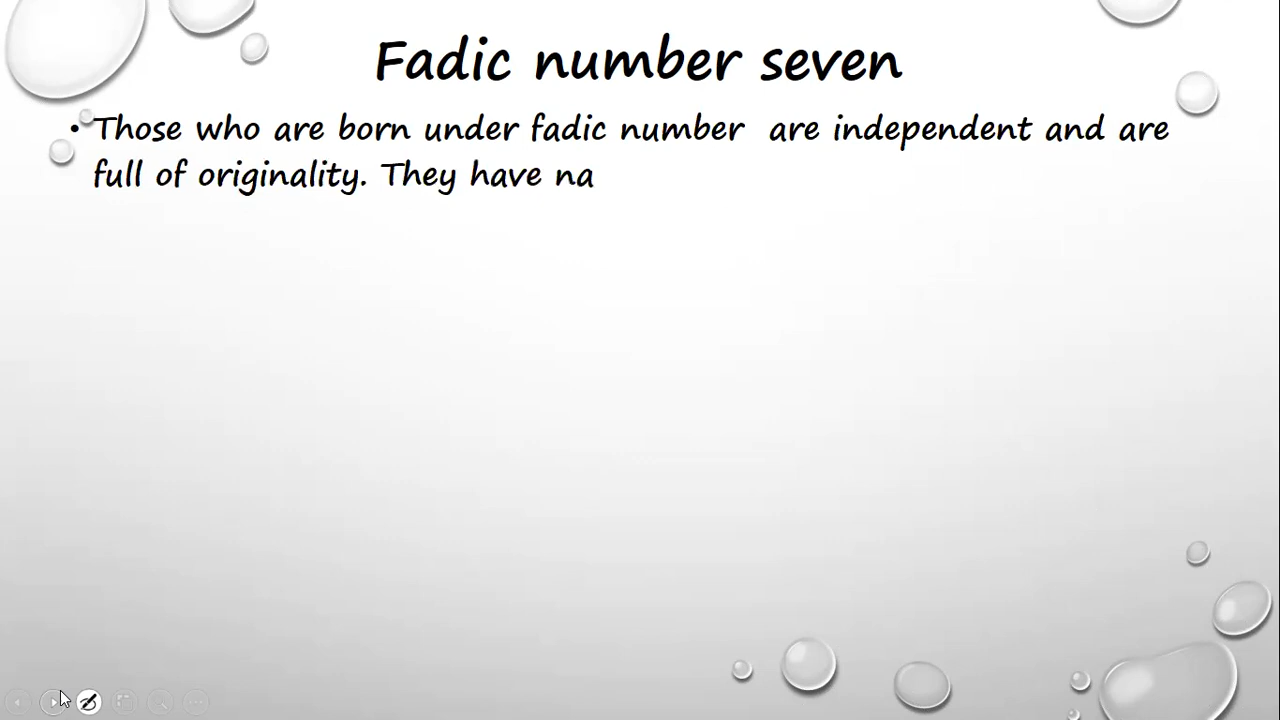 Fadic number seven
• Those who are born under fadic number  are independent and are
full of originality. They have na